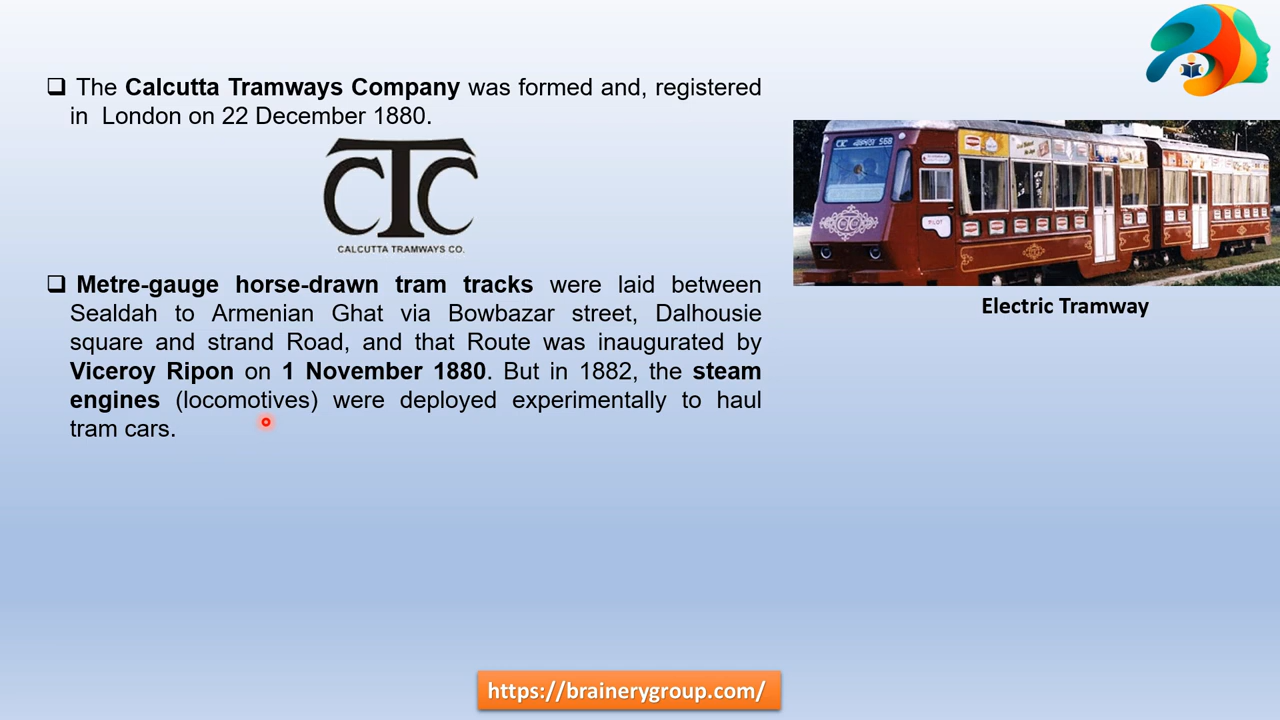 ❑ The Calcutta Tramways Company was formed and, registered
in London on 22 December 1880.
CTC
CALCUTTA TRAMWAYS CO.
❑ Metre-gauge horse-drawn tram tracks were laid between
Sealdah to Armenian Ghat via Bowbazar street, Dalhousie
square and strand Road, and that Route was inaugurated by
Viceroy Ripon on 1 November 1880. But in 1882, the steam
engines (locomotives) were deployed experimentally to haul
tram cars.
568
CTC
PILOT
Electric Tramway
https://brainerygroup.com/